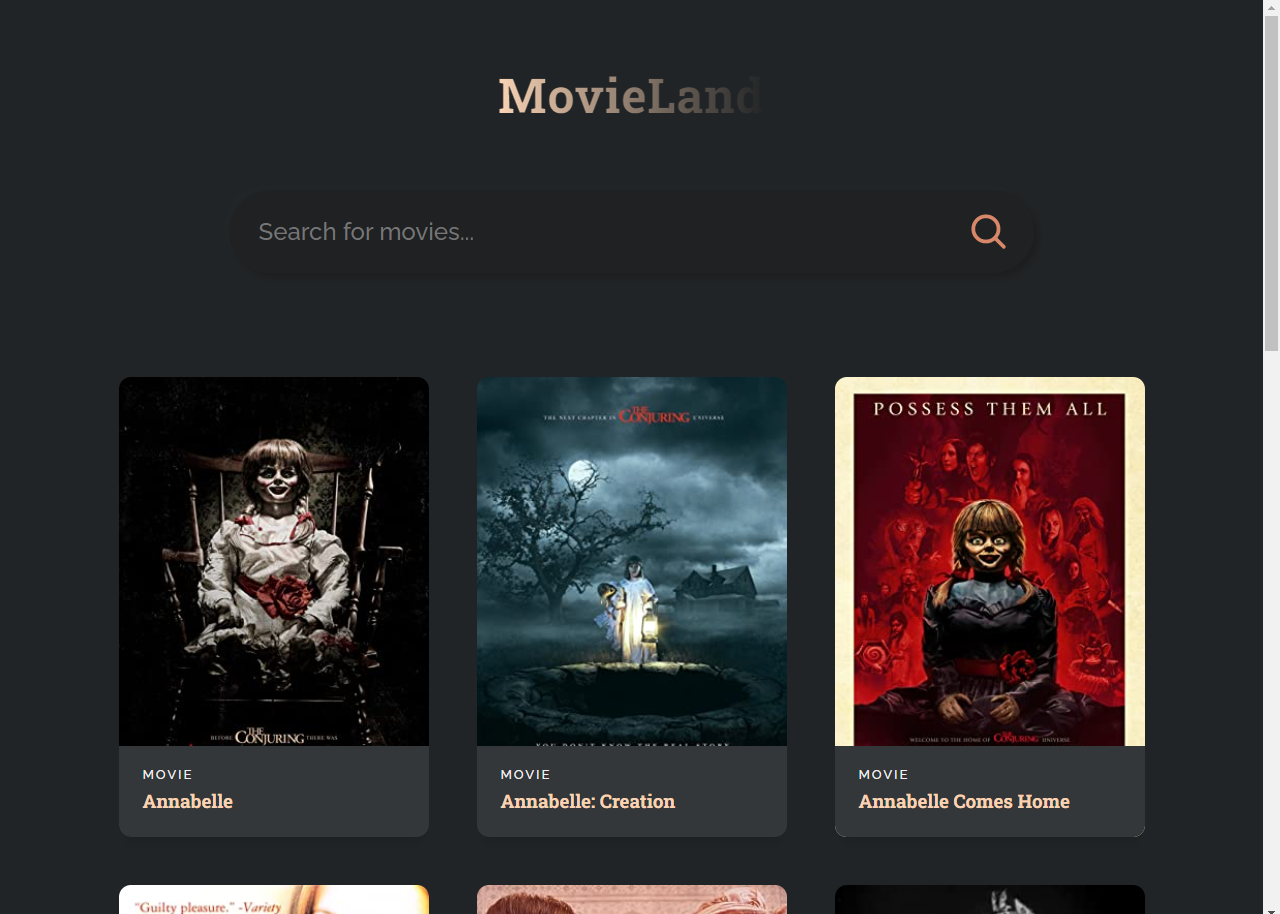 MovieLand
Search for movies...
THE NEXT CHAPTER IN THE CONJURING UNIVERSE
POSSESS THEM ALL
BEFORE THE CONJURING THERE WAS
YOU DON'T KNOW THE REAL STORY
WELCOME TO THE HOME OF THE CONJURING UNIVERSE
MOVIE
Annabelle
MOVIE
Annabelle: Creation
MOVIE
Annabelle Comes Home
"Guilty pleasure." -Variety